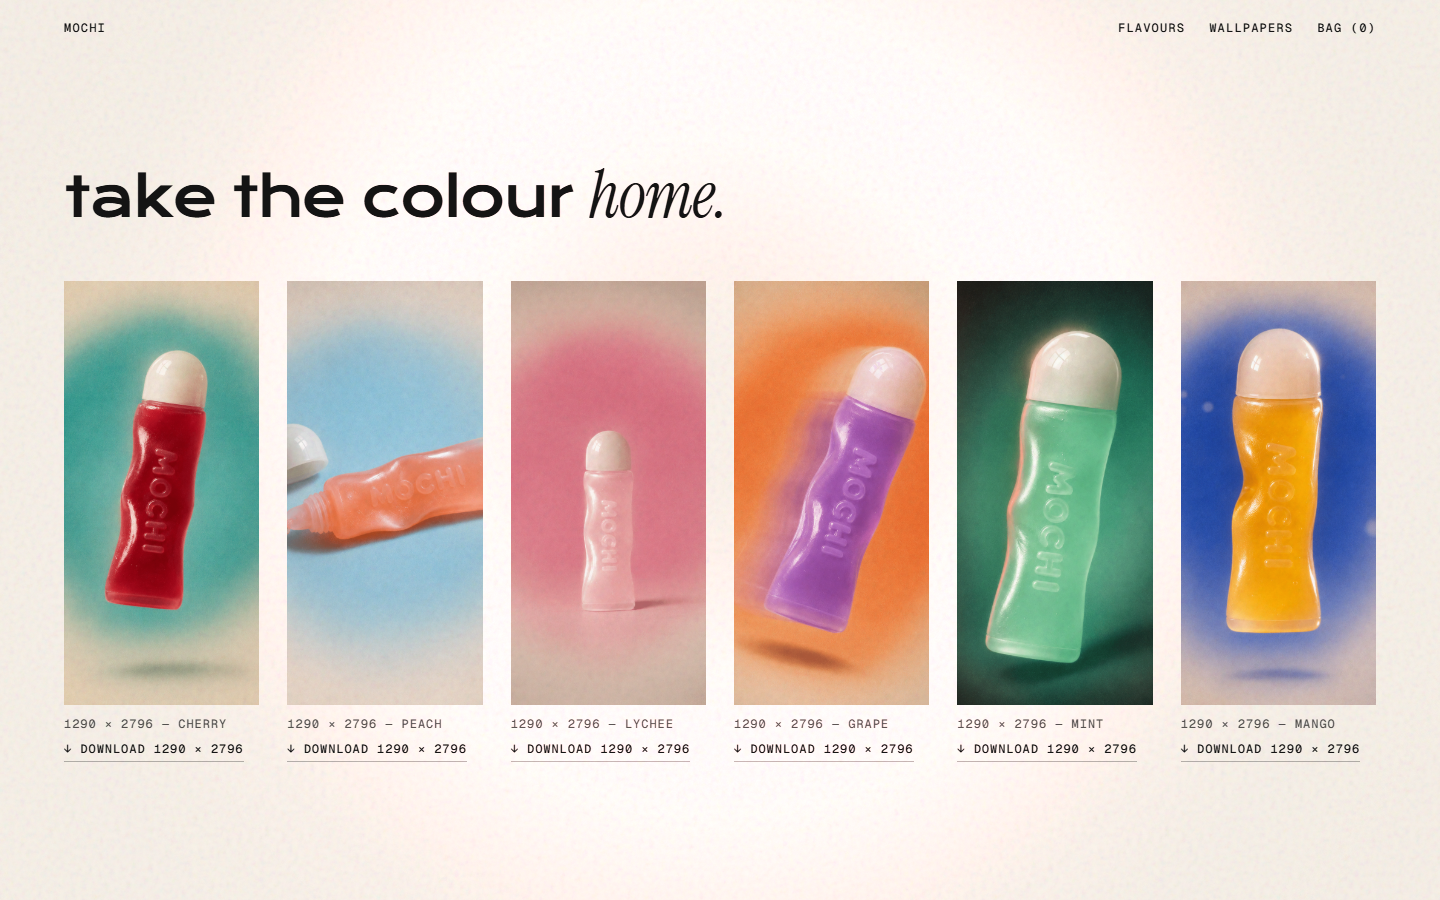 MOCHI
FLAVOURS WALLPAPERS BAG (0)
take the colour home.
MOCHI
MOCHI
MOCHI
MOCHI
MOCHI
MOCHI
1290 × 2796 — CHERRY
1290 × 2796 — PEACH
1290 × 2796 — LYCHEE
1290 × 2796 — GRAPE
1290 × 2796 — MINT
1290 × 2796 — MANGO
↓ DOWNLOAD 1290 × 2796
↓ DOWNLOAD 1290 × 2796
↓ DOWNLOAD 1290 × 2796
↓ DOWNLOAD 1290 × 2796
↓ DOWNLOAD 1290 × 2796
↓ DOWNLOAD 1290 × 2796